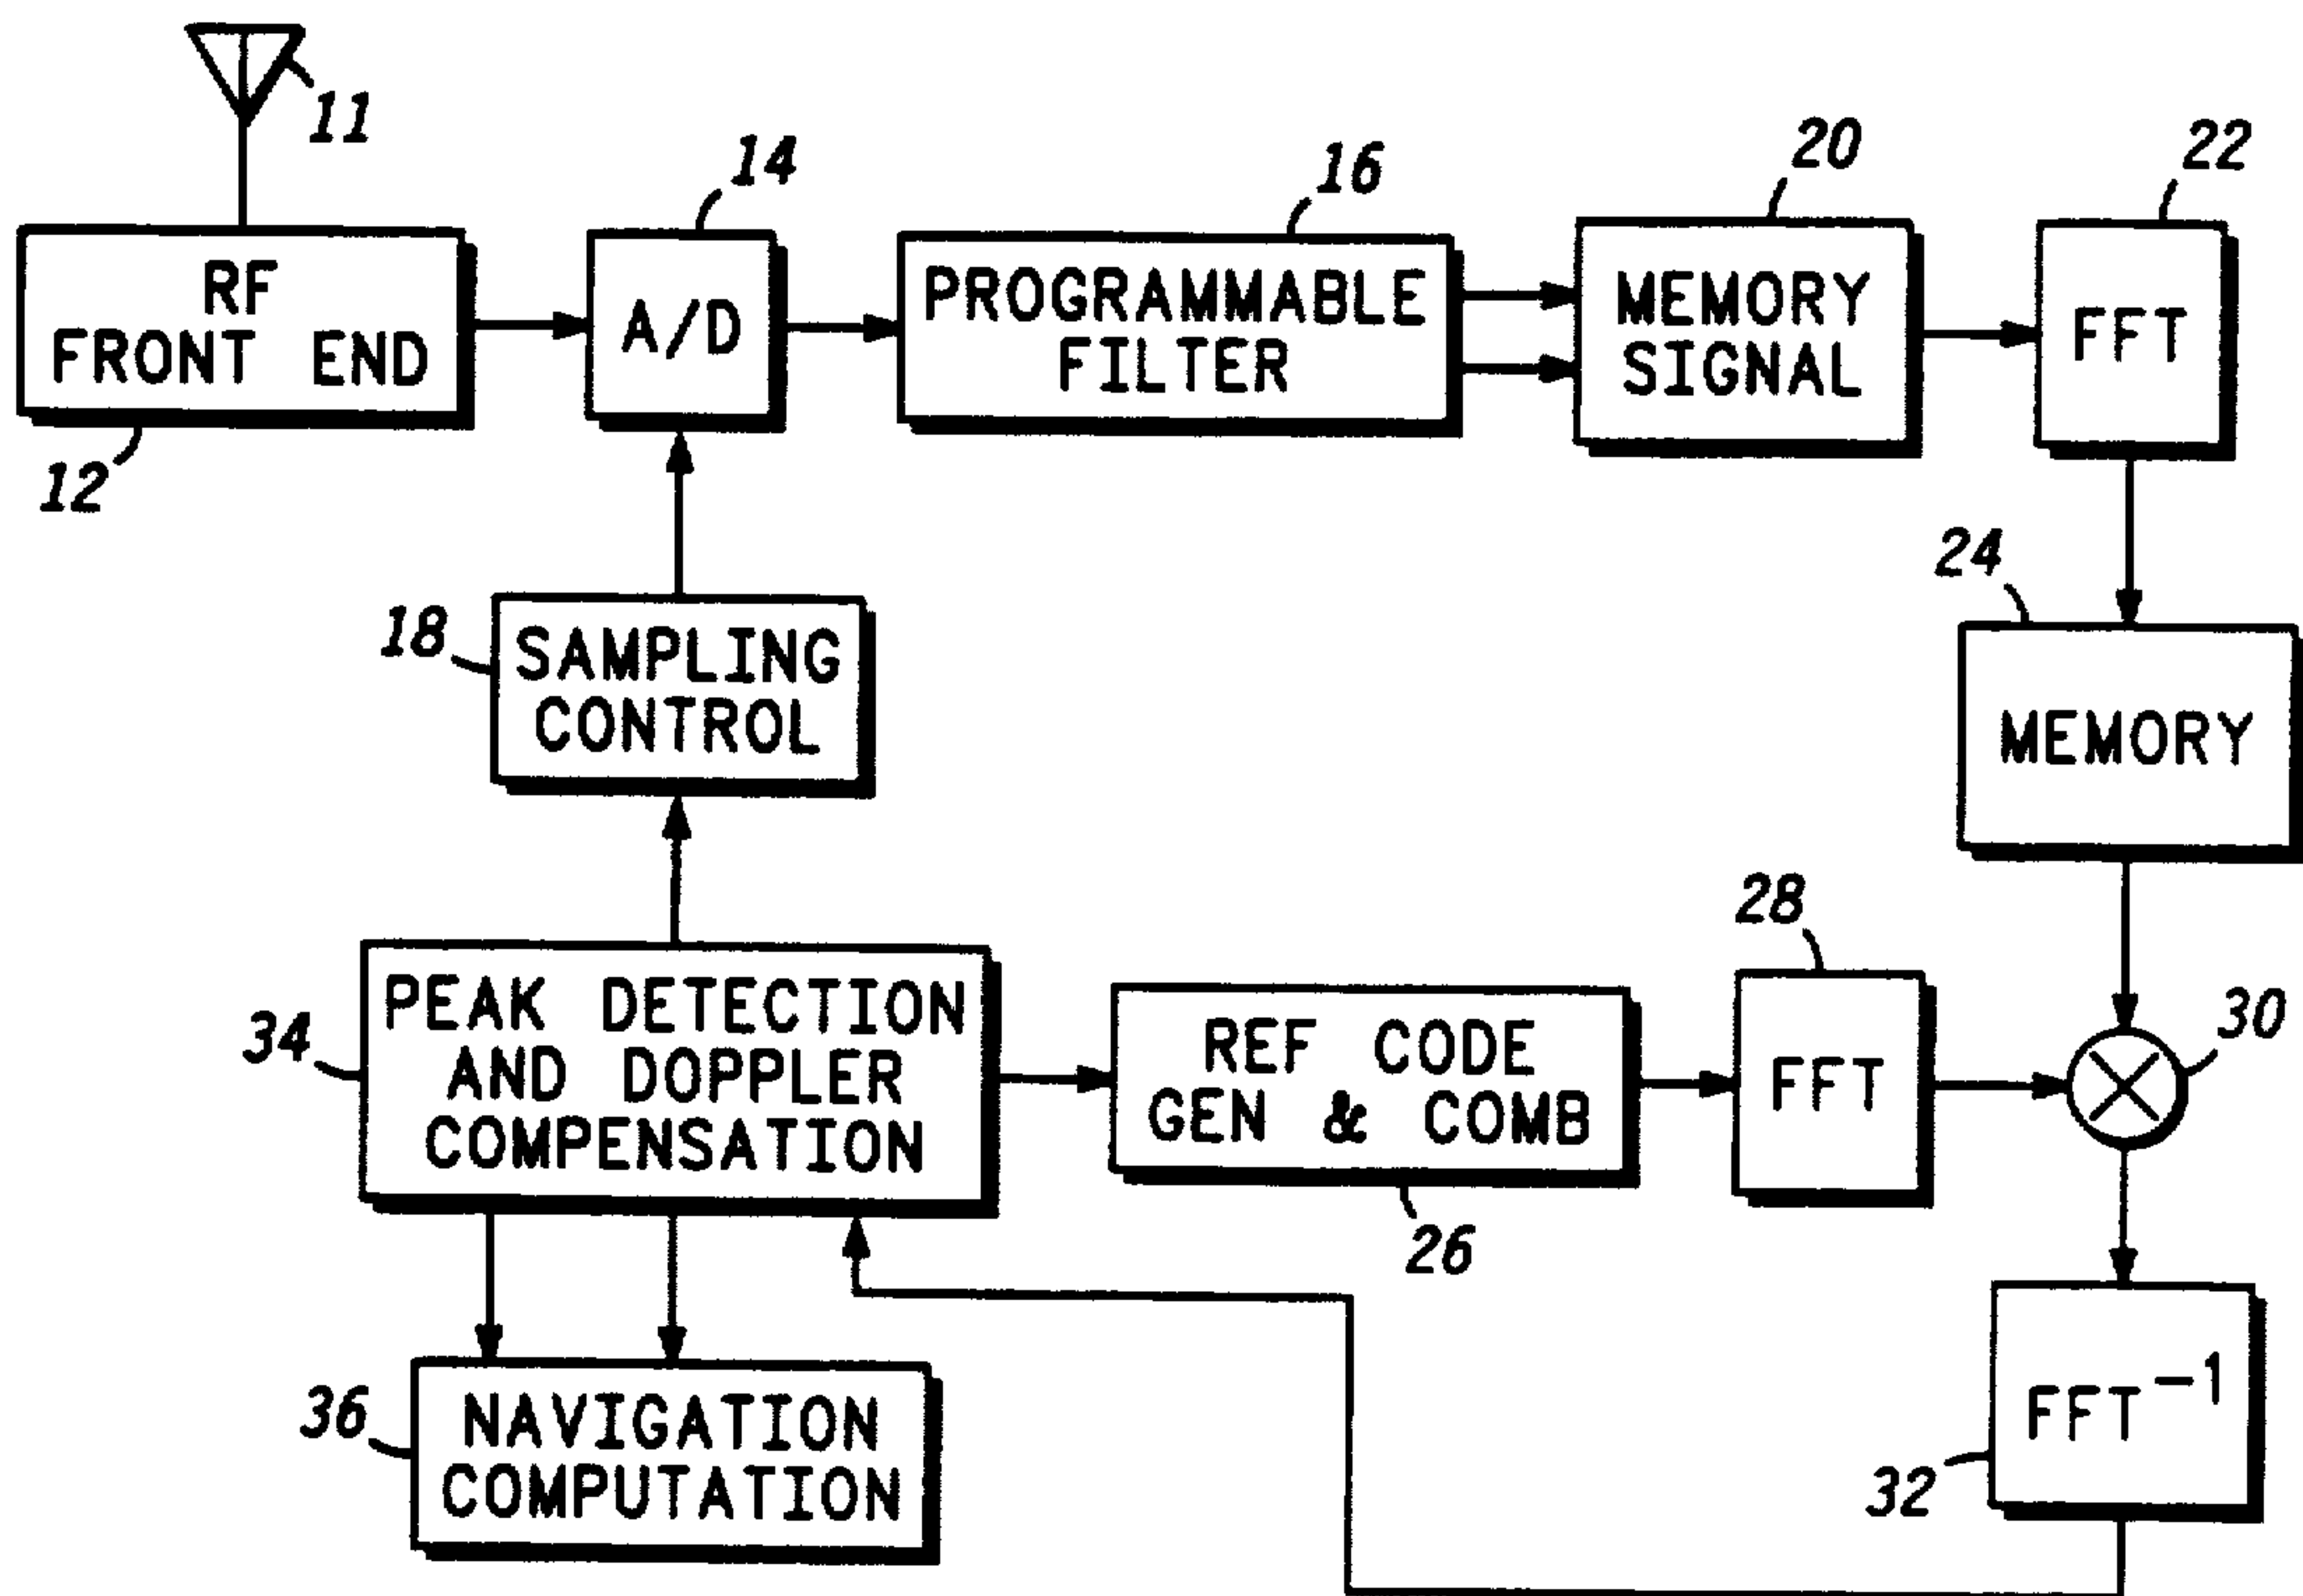 11
14
16
20
22
RF
FRONT END
A/D
PROGRAMMABLE
FILTER
MEMORY
SIGNAL
FFT
12
24
18
SAMPLING
CONTROL
MEMORY
28
30
34
PEAK DETECTION
AND DOPPLER
COMPENSATION
REF CODE
GEN & COMB
FFT
26
36
NAVIGATION
COMPUTATION
FFT⁻¹
32